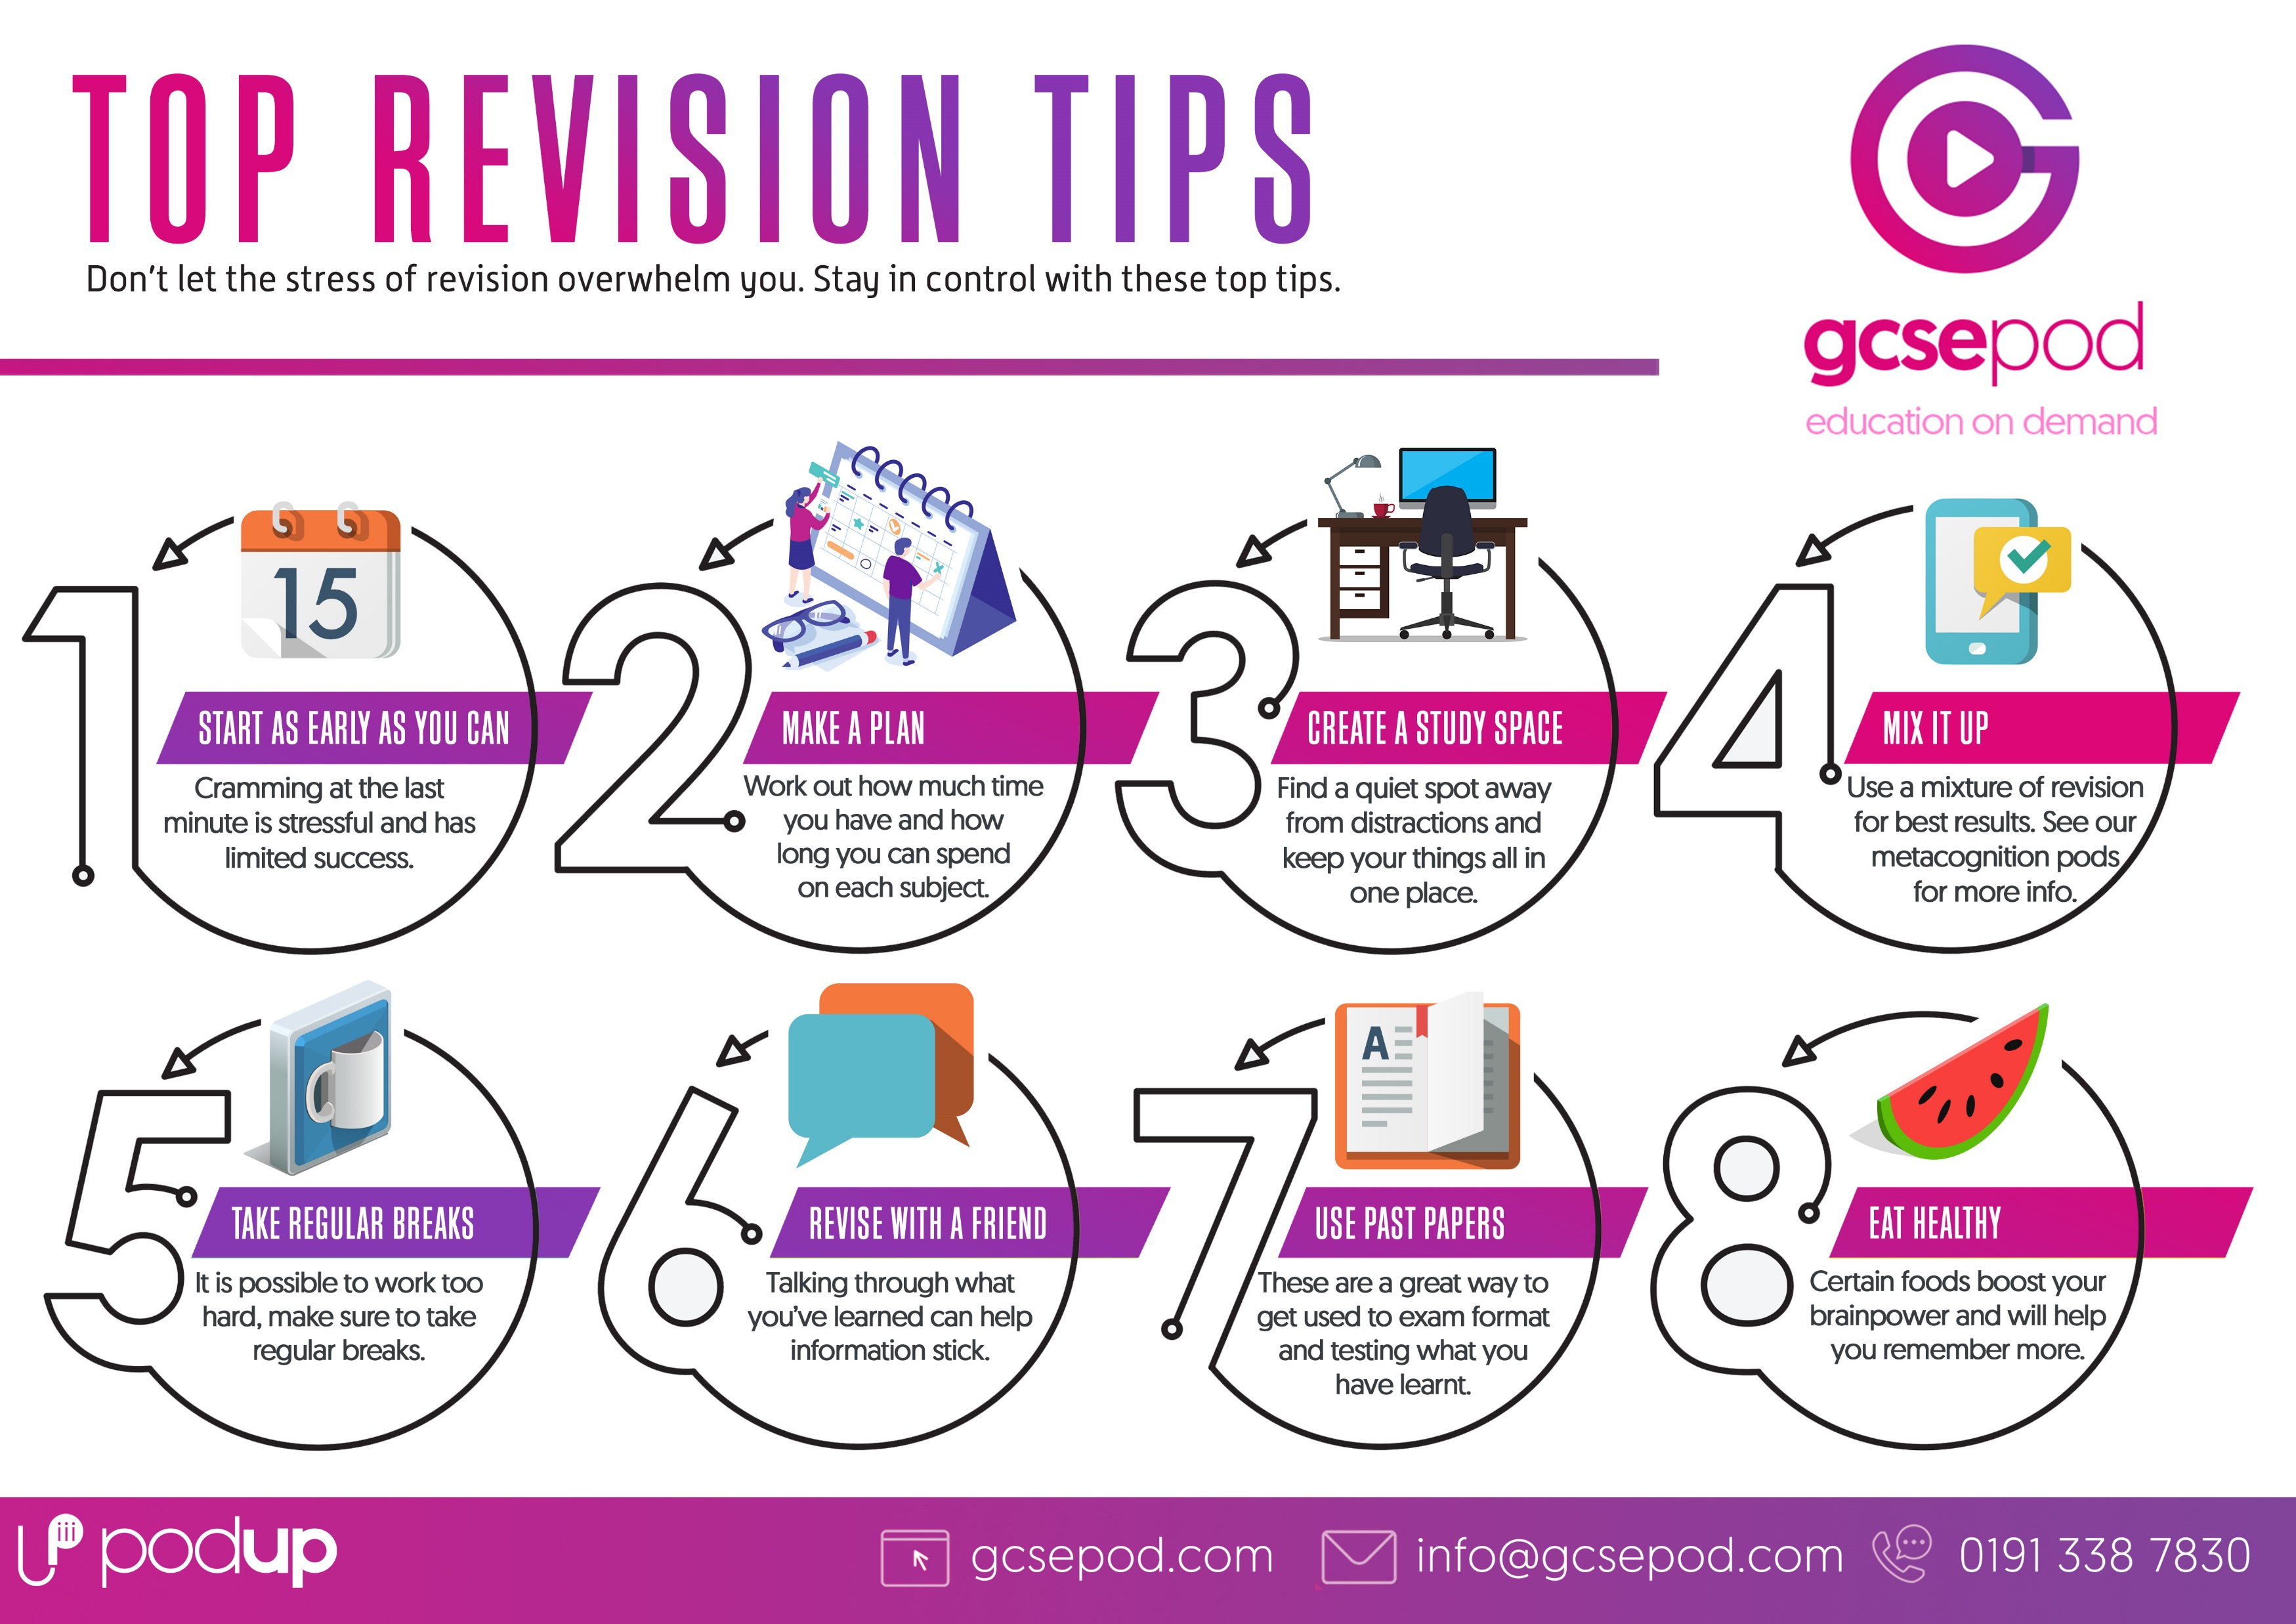 TOP REVISION TIPS
Don't let the stress of revision overwhelm you. Stay in control with these top tips.
gcsepod
education on demand
1
15
START AS EARLY AS YOU CAN
Cramming at the last
minute is stressful and has
limited success.
2
MAKE A PLAN
Work out how much time
you have and how
long you can spend
on each subject.
3
CREATE A STUDY SPACE
Find a quiet spot away
from distractions and
keep your things all in
one place.
4
MIX IT UP
Use a mixture of revision
for best results. See our
metacognition pods
for more info.
5
TAKE REGULAR BREAKS
It is possible to work too
hard, make sure to take
regular breaks.
6
REVISE WITH A FRIEND
Talking through what
you've learned can help
information stick.
7
A
USE PAST PAPERS
These are a great way to
get used to exam format
and testing what you
have learnt.
8
EAT HEALTHY
Certain foods boost your
brainpower and will help
you remember more.
podup
gcsepod.com
info@gcsepod.com
0191 338 7830